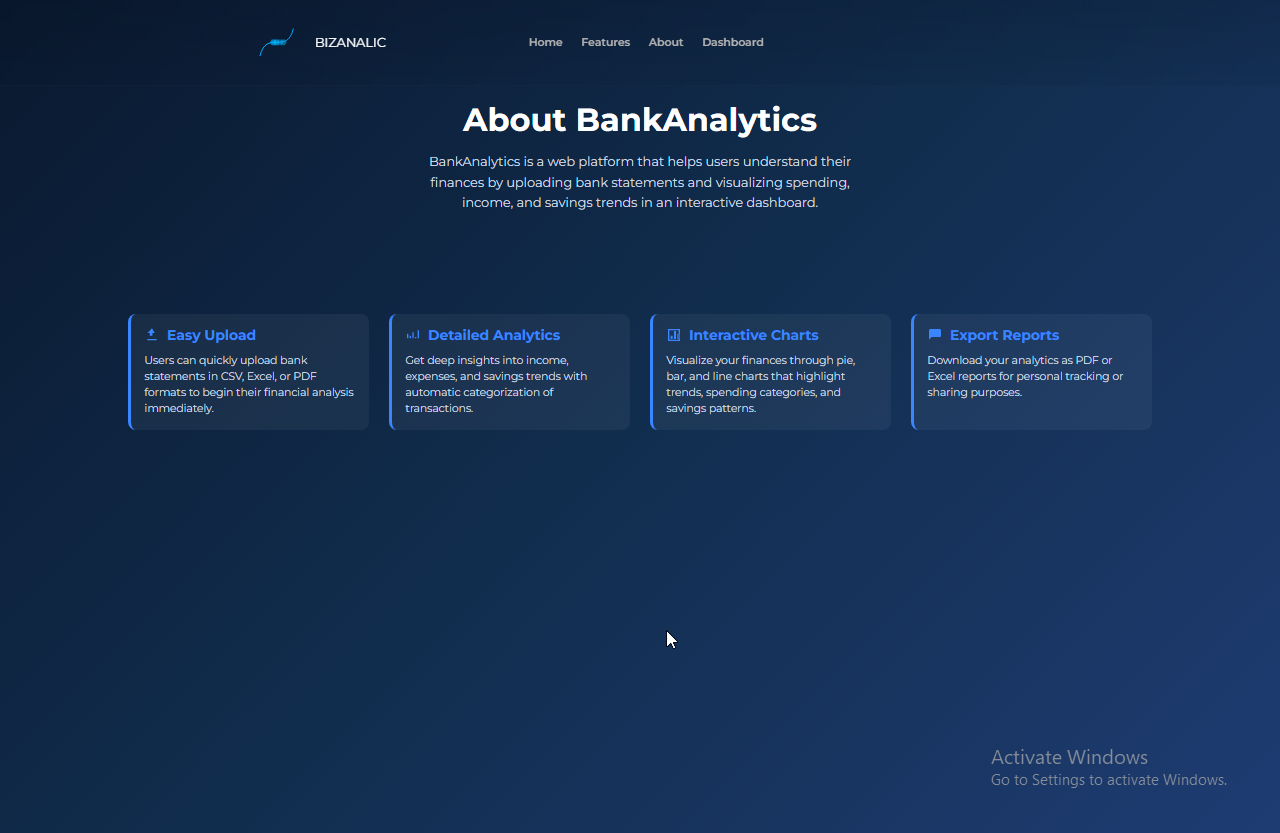 BIZANALIC
Home Features About Dashboard
About BankAnalytics
BankAnalytics is a web platform that helps users understand their
finances by uploading bank statements and visualizing spending,
income, and savings trends in an interactive dashboard.
Easy Upload
Users can quickly upload bank
statements in CSV, Excel, or PDF
formats to begin their financial analysis
immediately.
Detailed Analytics
Get deep insights into income,
expenses, and savings trends with
automatic categorization of
transactions.
Interactive Charts
Visualize your finances through pie,
bar, and line charts that highlight
trends, spending categories, and
savings patterns.
Export Reports
Download your analytics as PDF or
Excel reports for personal tracking or
sharing purposes.
Activate Windows
Go to Settings to activate Windows.